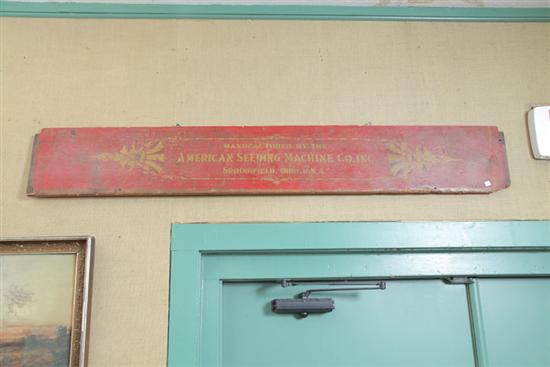 MANUFACTURED BY THE
AMERICAN SEEDING MACHINE CO. INC.
SPRINGFIELD, OHIO, U.S.A.